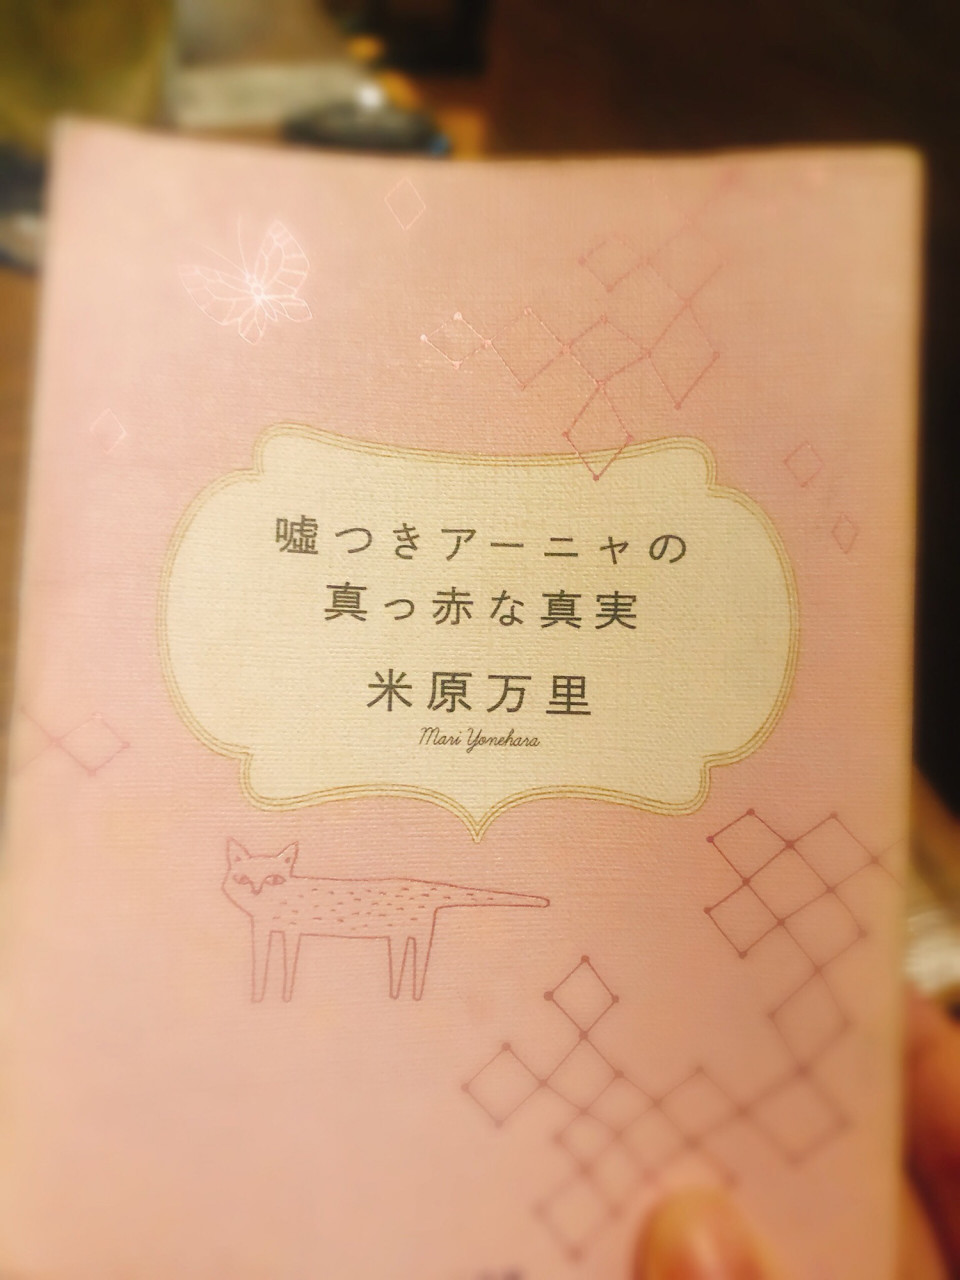 嘘つきアーニャの
真っ赤な真実
米原万里
Mari Yonehara